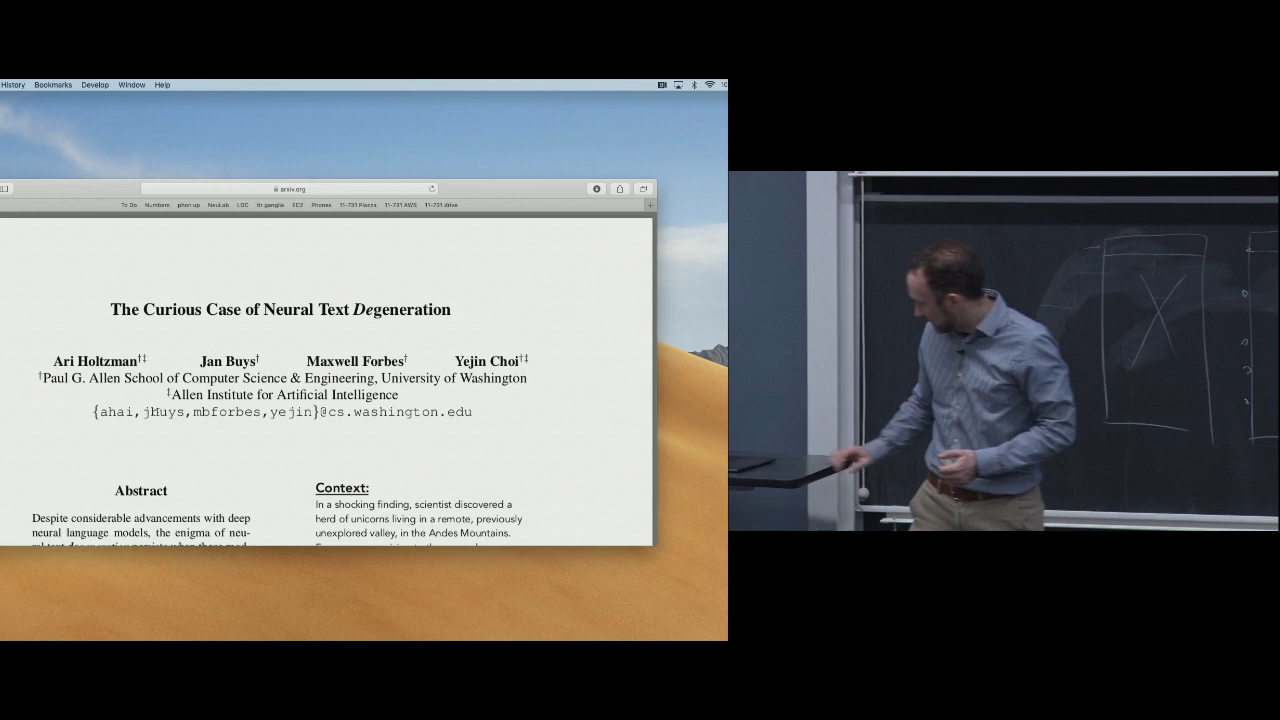 History Bookmarks Develop Window Help
arxiv.org
To Do Numbers phon up NeuLab LDC tir ganglia EC2 Phones 11-731 Piazza 11-731 AWS 11-731 drive
The Curious Case of Neural Text Degeneration
Ari Holtzman†‡ Jan Buys† Maxwell Forbes† Yejin Choi†‡
†Paul G. Allen School of Computer Science & Engineering, University of Washington
‡Allen Institute for Artificial Intelligence
{ahai,jbuys,mbforbes,yejin}@cs.washington.edu
Abstract
Despite considerable advancements with deep
neural language models, the enigma of neu-
Context:
In a shocking finding, scientist discovered a
herd of unicorns living in a remote, previously
unexplored valley, in the Andes Mountains.